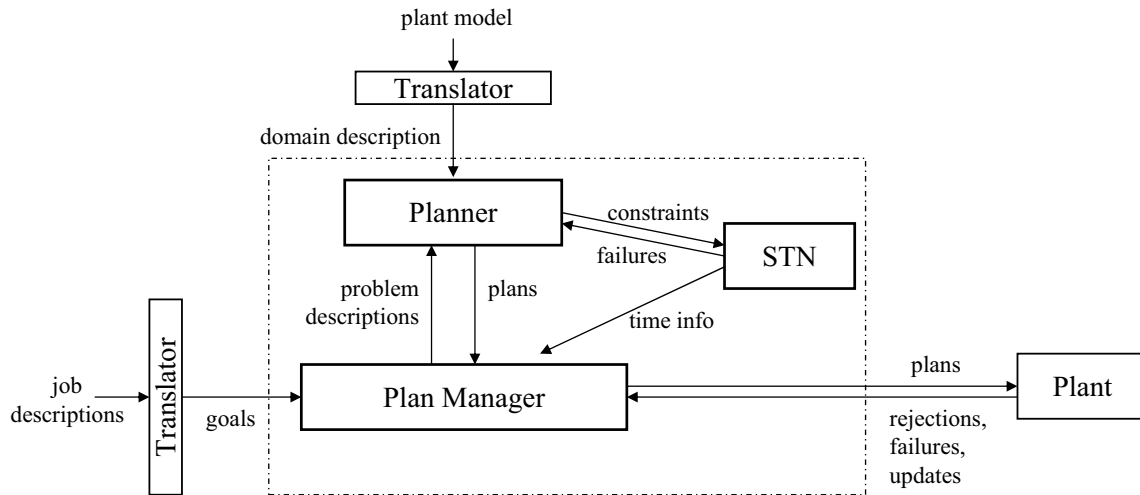 plant model
Translator
domain description
Planner
constraints
failures
STN
problem
descriptions
plans
time info
job
descriptions
Translator
goals
Plan Manager
plans
Plant
rejections,
failures,
updates